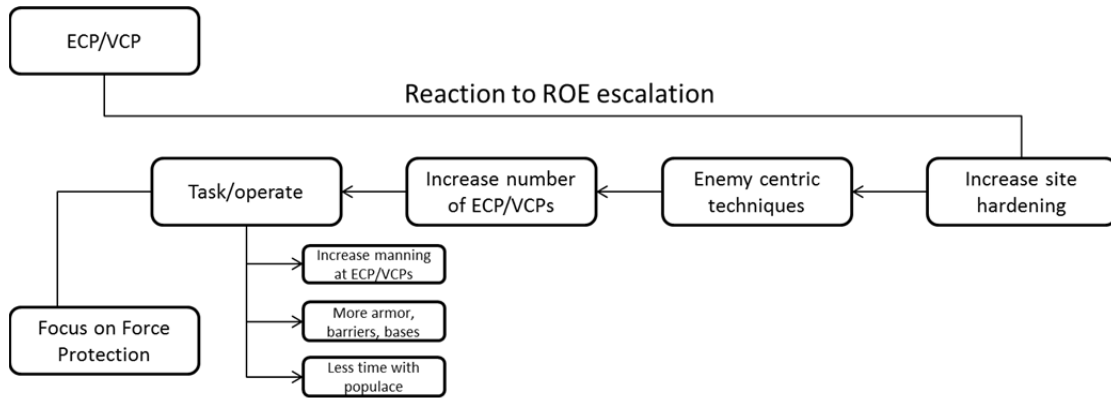 ECP/VCP
Reaction to ROE escalation
Task/operate
Increase number
of ECP/VCPs
Enemy centric
techniques
Increase site
hardening
Increase manning
at ECP/VCPs
More armor,
barriers, bases
Less time with
populace
Focus on Force
Protection